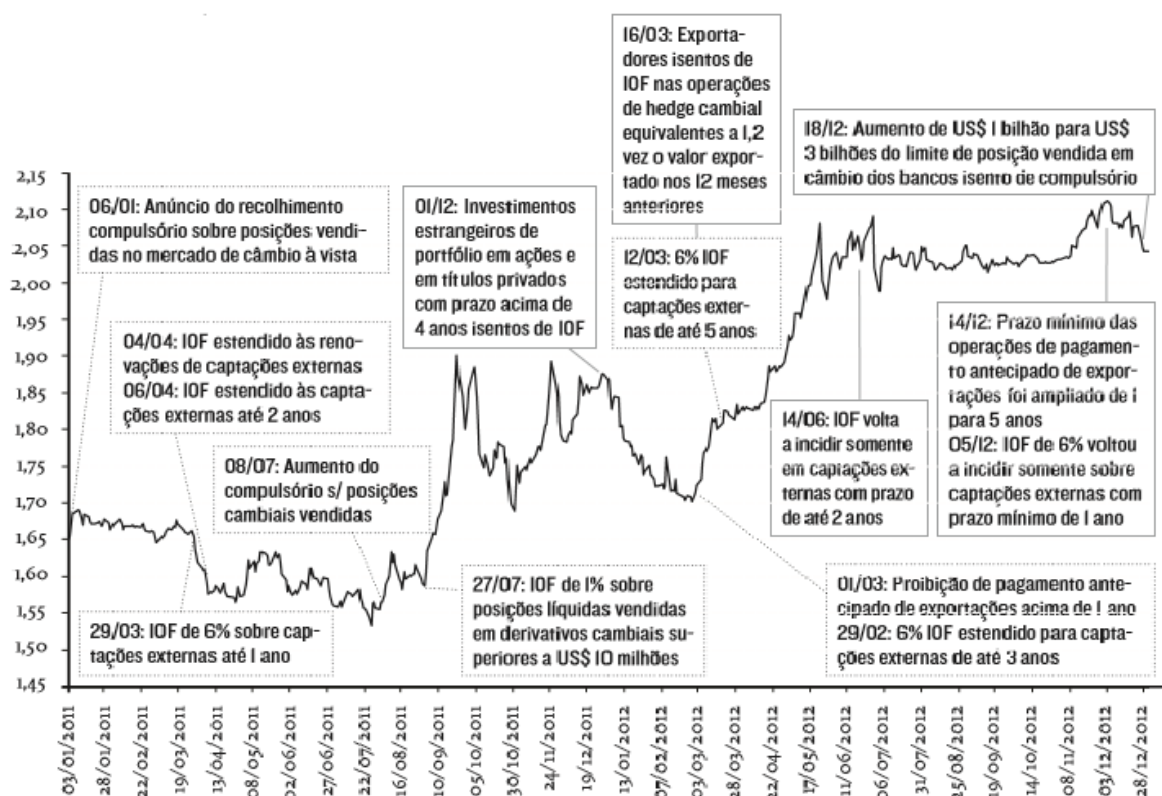 16/03: Exporta-
dores isentos de
IOF nas operações
de hedge cambial
equivalentes a 1,2
vez o valor expor-
tado nos 12 meses
anteriores
18/12: Aumento de US$ 1 bilhão para US$
3 bilhões do limite de posição vendida em
câmbio dos bancos isento de compulsório
2,15
2,10
2,05
2,00
1,95
1,90
1,85
1,80
1,75
1,70
1,65
1,60
1,55
1,50
1,45
06/01: Anúncio do recolhimento
compulsório sobre posições vendi-
das no mercado de câmbio à vista
01/12: Investimentos
estrangeiros de
portfólio em ações e
em títulos privados
com prazo acima de
4 anos isentos de IOF
12/03: 6% IOF
estendido para
captações exter-
nas de até 5 anos
04/04: IOF estendido às reno-
vações de captações externas
06/04: IOF estendido às capta-
ções externas até 2 anos
08/07: Aumento do
compulsório s/ posições
cambiais vendidas
14/06: IOF volta
a incidir somente
em captações ex-
ternas com prazo
de até 2 anos
14/12: Prazo mínimo das
operações de pagamen-
to antecipado de expor-
tações foi ampliado de 1
para 5 anos
05/12: IOF de 6% voltou
a incidir somente sobre
captações externas com
prazo mínimo de 1 ano
29/03: IOF de 6% sobre cap-
tações externas até 1 ano
27/07: IOF de 1% sobre
posições líquidas vendidas
em derivativos cambiais su-
periores a US$ 10 milhões
01/03: Proibição de pagamento ante-
cipado de exportações acima de 1 ano
29/02: 6% IOF estendido para capta-
ções externas de até 3 anos
03/01/2011
28/01/2011
22/02/2011
19/03/2011
13/04/2011
08/05/2011
02/06/2011
27/06/2011
22/07/2011
16/08/2011
10/09/2011
05/10/2011
30/10/2011
24/11/2011
19/12/2011
13/01/2012
07/02/2012
03/03/2012
28/03/2012
22/04/2012
17/05/2012
11/06/2012
06/07/2012
31/07/2012
25/08/2012
19/09/2012
14/10/2012
08/11/2012
03/12/2012
28/12/2012